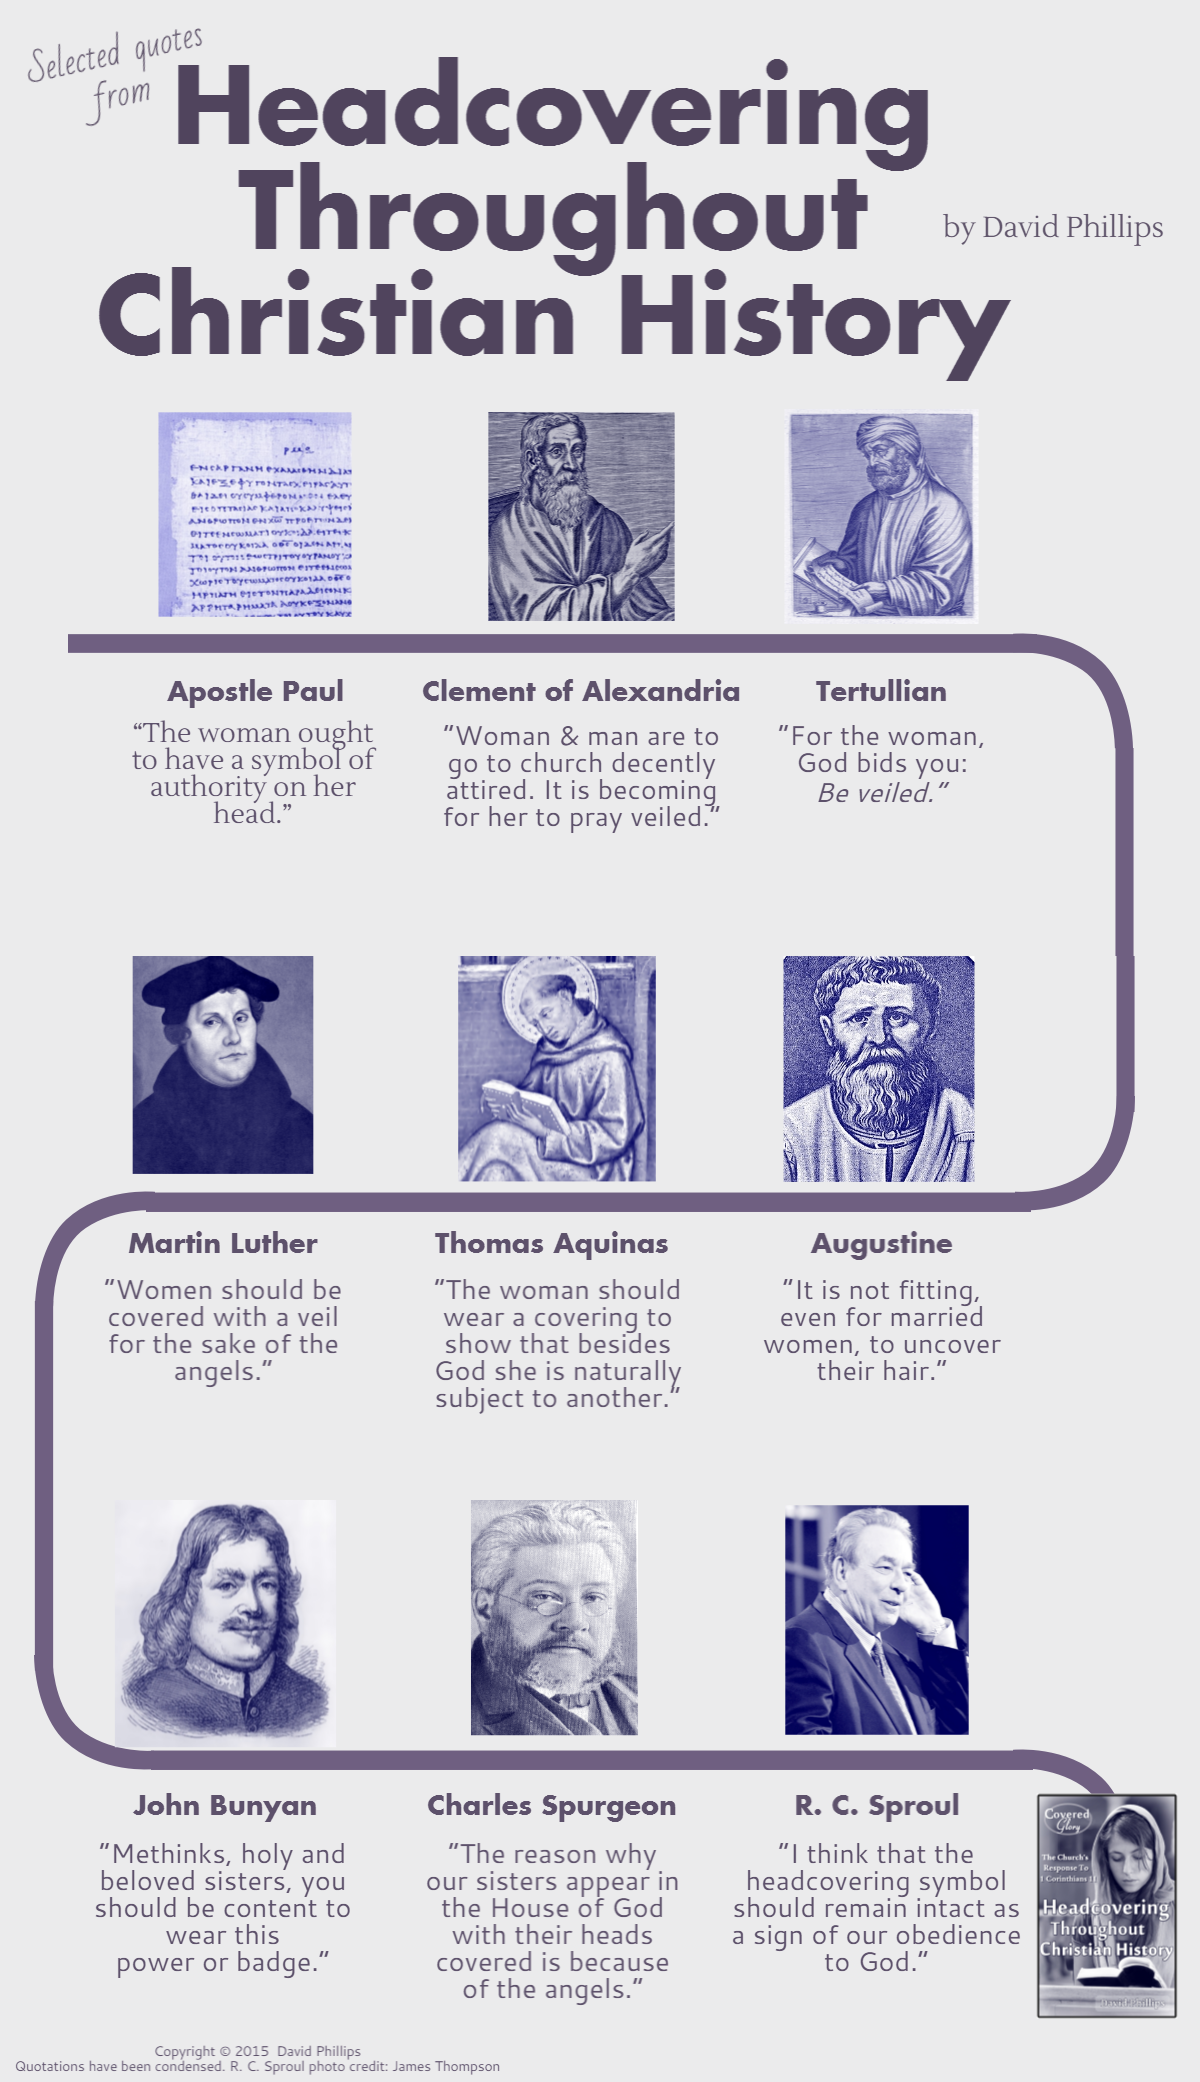 Selected quotes
from
Headcovering
Throughout
Christian History
by David Phillips
Apostle Paul
“The woman ought
to have a symbol of
authority on her
head.”
Clement of Alexandria
"Woman & man are to
go to church decently
attired. It is becoming
for her to pray veiled."
Tertullian
"For the woman,
God bids you:
Be veiled."
Martin Luther
"Women should be
covered with a veil
for the sake of the
angels."
Thomas Aquinas
"The woman should
wear a covering to
show that besides
God she is naturally
subject to another."
Augustine
"It is not fitting,
even for married
women, to uncover
their hair."
John Bunyan
"Methinks, holy and
beloved sisters, you
should be content to
wear this
power or badge."
Charles Spurgeon
"The reason why
our sisters appear in
the House of God
with their heads
covered is because
of the angels."
R. C. Sproul
"I think that the
headcovering symbol
should remain intact as
a sign of our obedience
to God."
Covered
Glory
The Church's
Response To
1 Corinthians 11
Headcovering
Throughout
Christian History
David Phillips
Copyright © 2015 David Phillips
Quotations have been condensed. R. C. Sproul photo credit: James Thompson